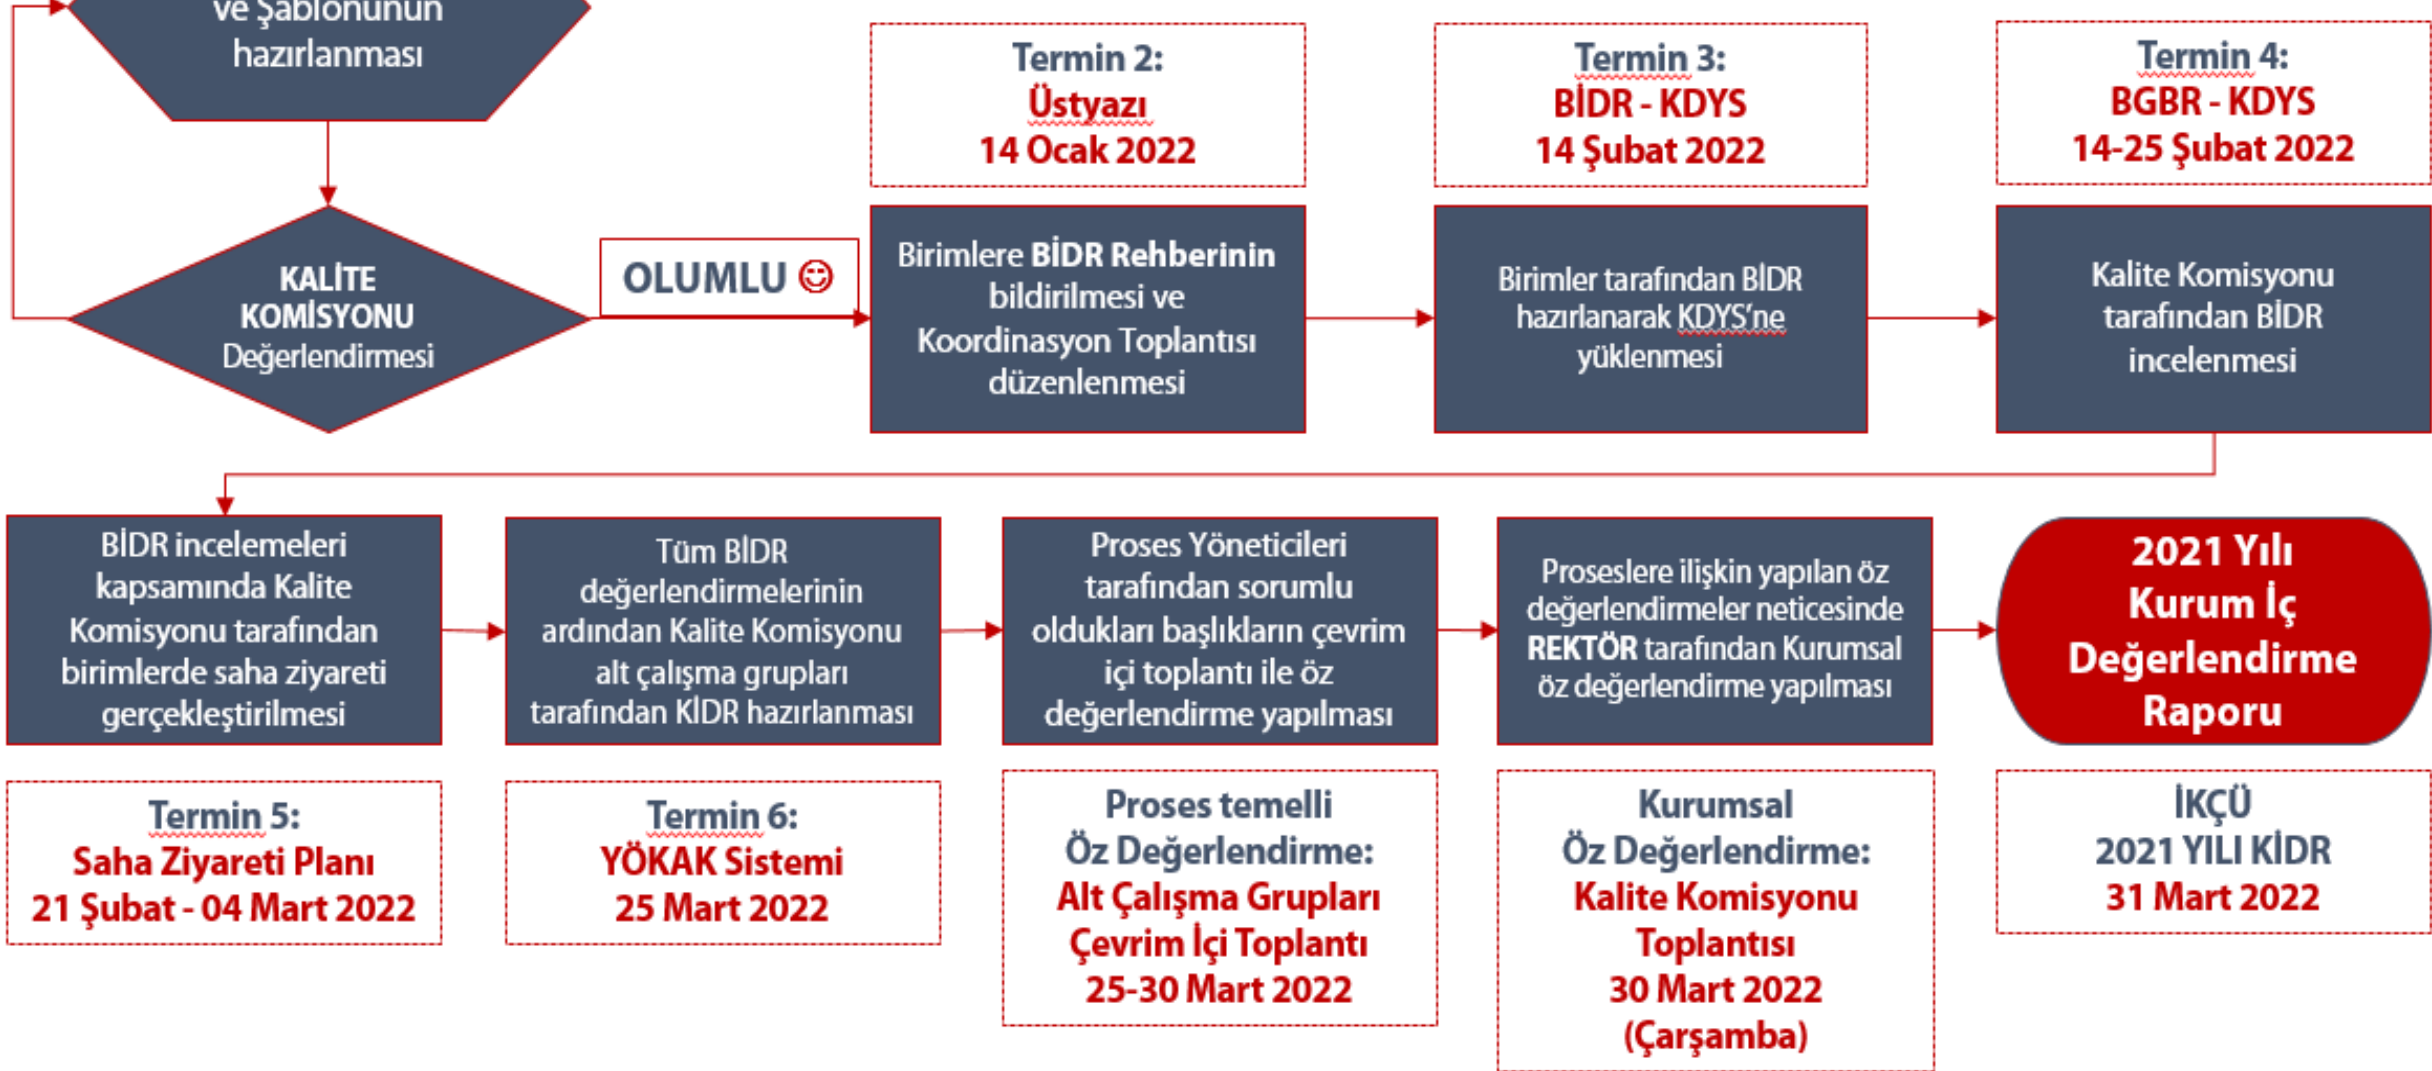 ve Şablonunun
hazırlanması
Termin 2:
Üstyazı
14 Ocak 2022
Termin 3:
BİDR - KDYS
14 Şubat 2022
Termin 4:
BGBR - KDYS
14-25 Şubat 2022
KALİTE
KOMİSYONU
Değerlendirmesi
OLUMLU ☺
Birimlere BİDR Rehberinin
bildirilmesi ve
Koordinasyon Toplantısı
düzenlenmesi
Birimler tarafından BİDR
hazırlanarak KDYS’ne
yüklenmesi
Kalite Komisyonu
tarafından BİDR
incelenmesi
BİDR incelemeleri
kapsamında Kalite
Komisyonu tarafından
birimlerde saha ziyareti
gerçekleştirilmesi
Tüm BİDR
değerlendirmelerinin
ardından Kalite Komisyonu
alt çalışma grupları
tarafından KİDR hazırlanması
Proses Yöneticileri
tarafından sorumlu
oldukları başlıkların çevrim
içi toplantı ile öz
değerlendirme yapılması
Proseslere ilişkin yapılan öz
değerlendirmeler neticesinde
REKTÖR tarafından Kurumsal
öz değerlendirme yapılması
2021 Yılı
Kurum İç
Değerlendirme
Raporu
Termin 5:
Saha Ziyareti Planı
21 Şubat - 04 Mart 2022
Termin 6:
YÖKAK Sistemi
25 Mart 2022
Proses temelli
Öz Değerlendirme:
Alt Çalışma Grupları
Çevrim İçi Toplantı
25-30 Mart 2022
Kurumsal
Öz Değerlendirme:
Kalite Komisyonu
Toplantısı
30 Mart 2022
(Çarşamba)
İKÇÜ
2021 YILI KİDR
31 Mart 2022